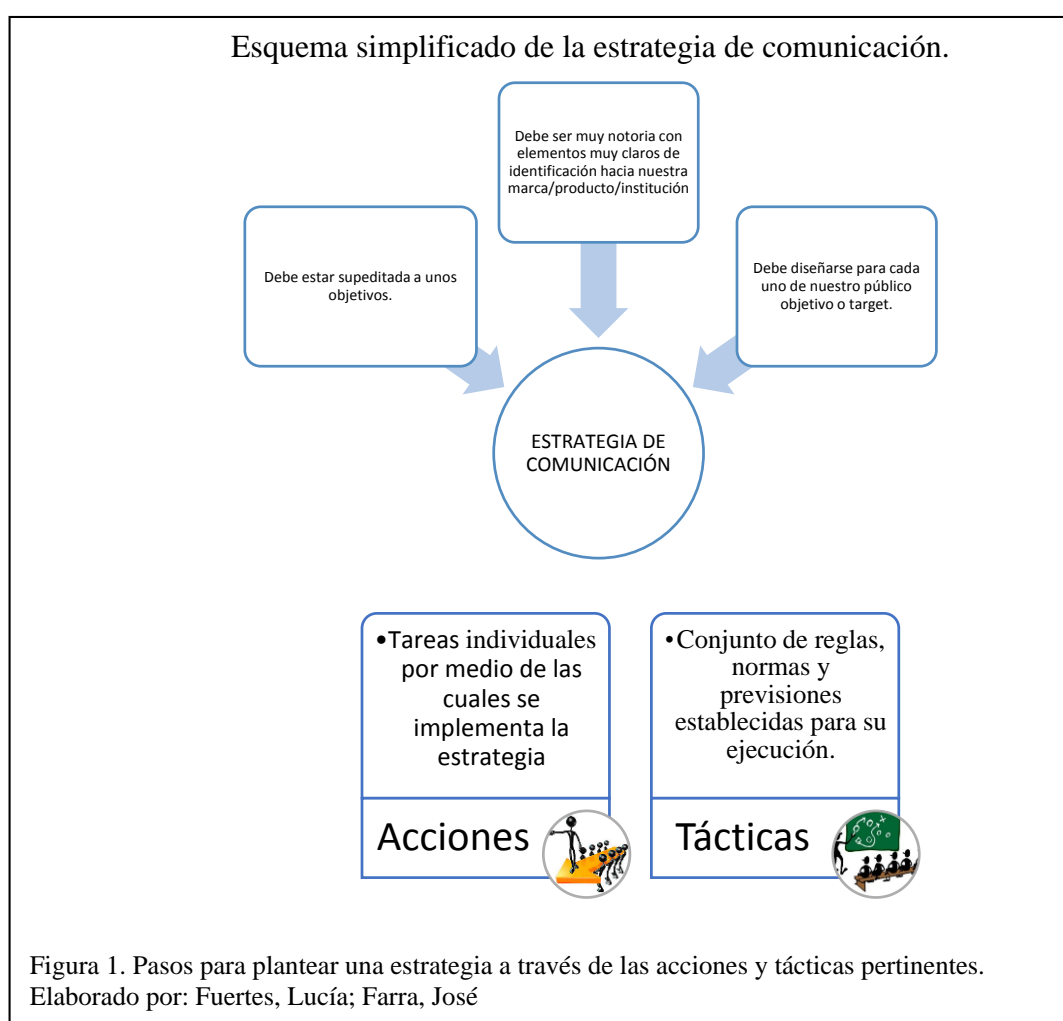 Esquema simplificado de la estrategia de comunicación.
Debe ser muy notoria con
elementos muy claros de
identificación hacia nuestra
marca/producto/institución
Debe estar supeditada a unos
objetivos.
Debe diseñarse para cada
uno de nuestro público
objetivo o target.
ESTRATEGIA DE
COMUNICACIÓN
•Tareas individuales
por medio de las
cuales se
implementa la
estrategia
Acciones
•Conjunto de reglas,
normas y
previsiones
establecidas para su
ejecución.
Tácticas
Figura 1. Pasos para plantear una estrategia a través de las acciones y tácticas pertinentes.
Elaborado por: Fuertes, Lucía; Farra, José